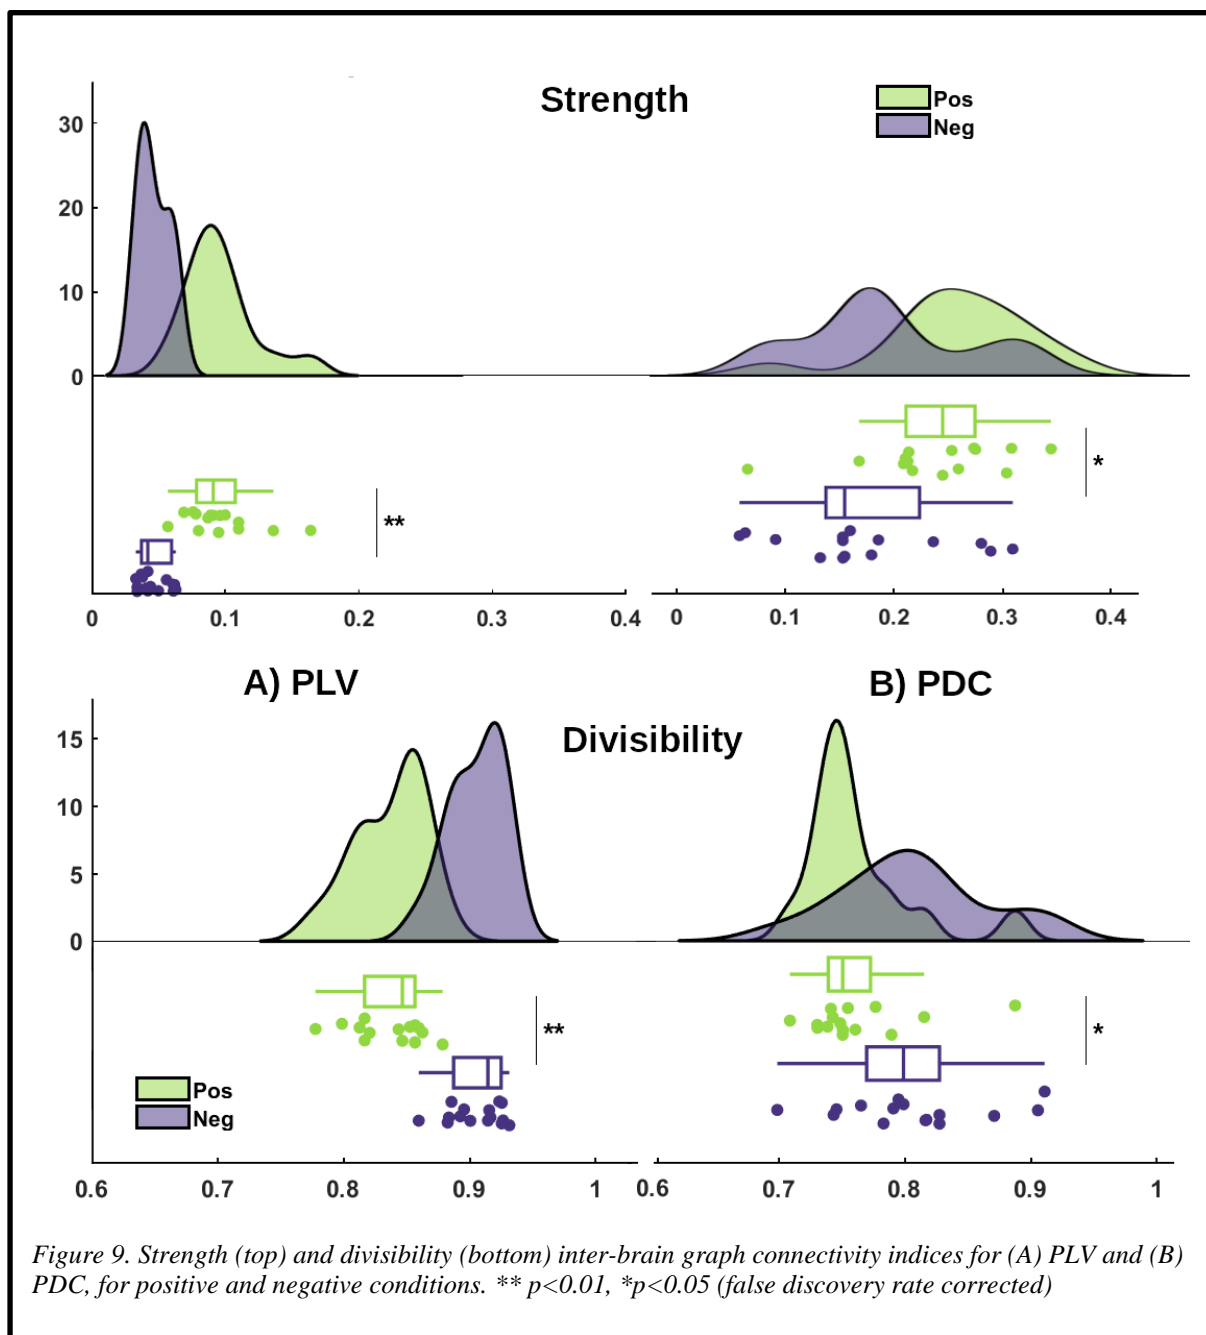 Strength
Pos
Neg
30
20
10
0
**
*
0 0.1 0.2 0.3 0.4
0 0.1 0.2 0.3 0.4
A) PLV
B) PDC
Divisibility
15
10
5
0
**
*
Pos
Neg
0.6 0.7 0.8 0.9 1
0.6 0.7 0.8 0.9 1
Figure 9. Strength (top) and divisibility (bottom) inter-brain graph connectivity indices for (A) PLV and (B)
PDC, for positive and negative conditions. ** p<0.01, *p<0.05 (false discovery rate corrected)